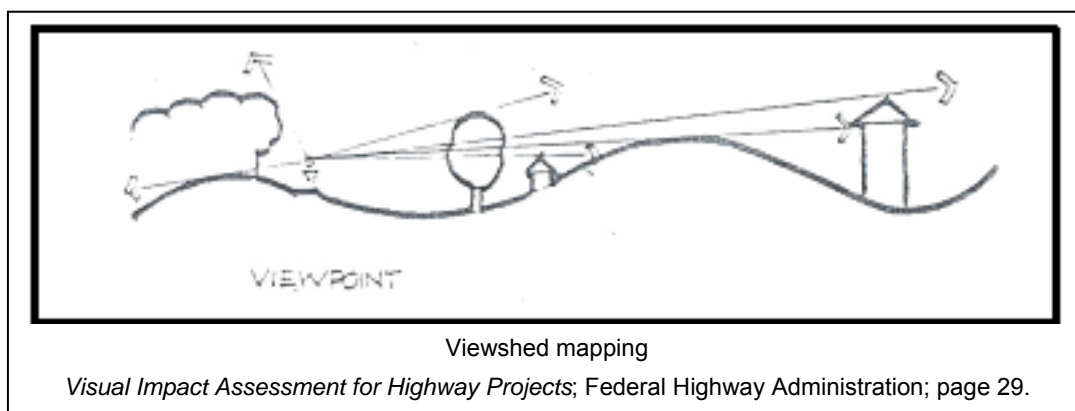 VIEWPOINT
Viewshed mapping
Visual Impact Assessment for Highway Projects; Federal Highway Administration; page 29.